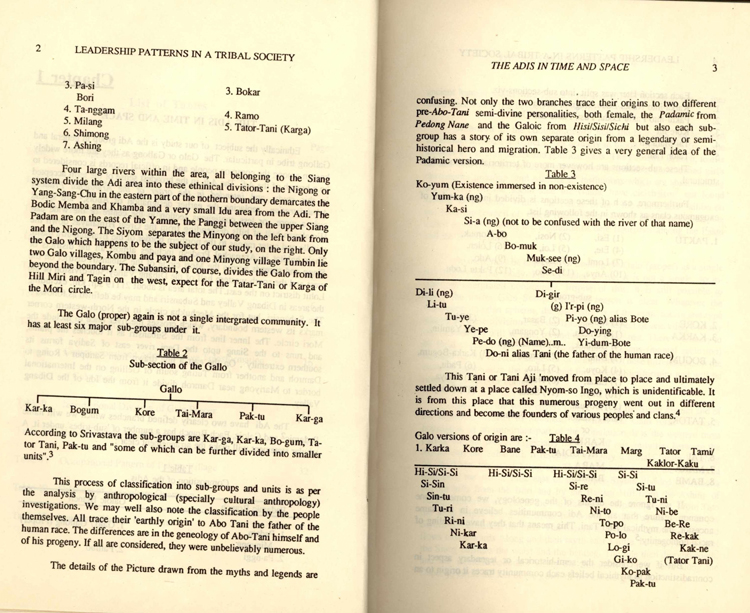 2 LEADERSHIP PATTERNS IN A TRIBAL SOCIETY
3. Pa-si 3. Bokar
Bori
4. Ta-nggam 4. Ramo
5. Milang 5. Tator-Tani (Karga)
6. Shimong
7. Ashing
Four large rivers within the area, all belonging to the Siang
system divide the Adi area into these ethinical divisions : the Nigong or
Yang-Sang-Chu in the eastern part of the nothern boundary demarcates the
Bodic Memba and Khamba and a very small Idu area from the Adi. The
Padam are on the east of the Yamne, the Panggi between the upper Siang
and the Nigong. The Siyom separates the Minyong on the left bank from
the Galo which happens to be the subject of our study, on the right. Only
two Galo villages, Kombu and paya and one Minyong village Tumbin lie
beyond the boundary. The Subansiri, of course, divides the Galo from the
Hill Miri and Tagin on the west, expect for the Tatar-Tani or Karga of
the Mori circle.
The Galo (proper) again is not a single intergrated community. It
has at least six major sub-groups under it.
Table 2
Sub-section of the Gallo
Gallo
Kar-ka Bogum Kore Tai-Mara Pak-tu Kar-ga
According to Srivastava the sub-groups are Kar-ga, Kar-ka, Bo-gum, Ta-
tor Tani, Pak-tu and "some of which can be further divided into smaller
units".3
This process of classification into sub-groups and units is as per
the analysis by anthropological (specially cultural anthropology)
investigations. We may well also note the classification by the people
themselves. All trace their 'earthly origin' to Abo Tani the father of the
human race. The differences are in the geneology of Abo-Tani himself and
of his progeny. If all are considered, they were unbelievably numerous.
The details of the Picture drawn from the myths and legends are
THE ADIS IN TIME AND SPACE 3
confusing. Not only the two branches trace their origins to two different
pre-Abo-Tani semi-divine personalities, both female, the Padamic from
Pedong Nane and the Galoic from Hisi/Sisi/Sichi but also each sub-
group has a story of its own separate origin from a legendary or semi-
historical hero and migration. Table 3 gives a very general idea of the
Padamic version.
Table 3
Ko-yum (Existence immersed in non-existence)
Yum-ka (ng)
Ka-si
Si-a (ng) (not to be confused with the river of that name)
A-bo
Bo-muk
Muk-see (ng)
Se-di
Di-li (ng) Di-gir
Li-tu (g) I'r-pi (ng)
Tu-ye Pi-yo (ng) alias Bote
Ye-pe Do-ying
Pe-do (ng) (Name)..m.. Yi-dum-Bote
Do-ni alias Tani (the father of the human race)
This Tani or Tani Aji 'moved from place to place and ultimately
settled down at a place called Nyom-so Ingo, which is unidentifiable. It
is from this place that this numerous progeny went out in different
directions and become the founders of various peoples and clans.4
Galo versions of origin are :- Table 4
1. Karka Kore Bane Pak-tu Tai-Mara Marg Tator Tami/
Kaklor-Kaku
Hi-Si/Si-Si Hi-Si/Si-Si Hi-Si/Si-Si Si-Si
Si-Sin Si-re Si-tu
Sin-tu Re-ni Tu-ni
Tu-ri Ni-to Ni-be
Ri-ni To-po Be-Re
Ni-kar Po-lo Re-kak
Kar-ka Lo-gi Kak-ne
Gi-ko (Tator Tani)
Ko-pak
Pak-tu